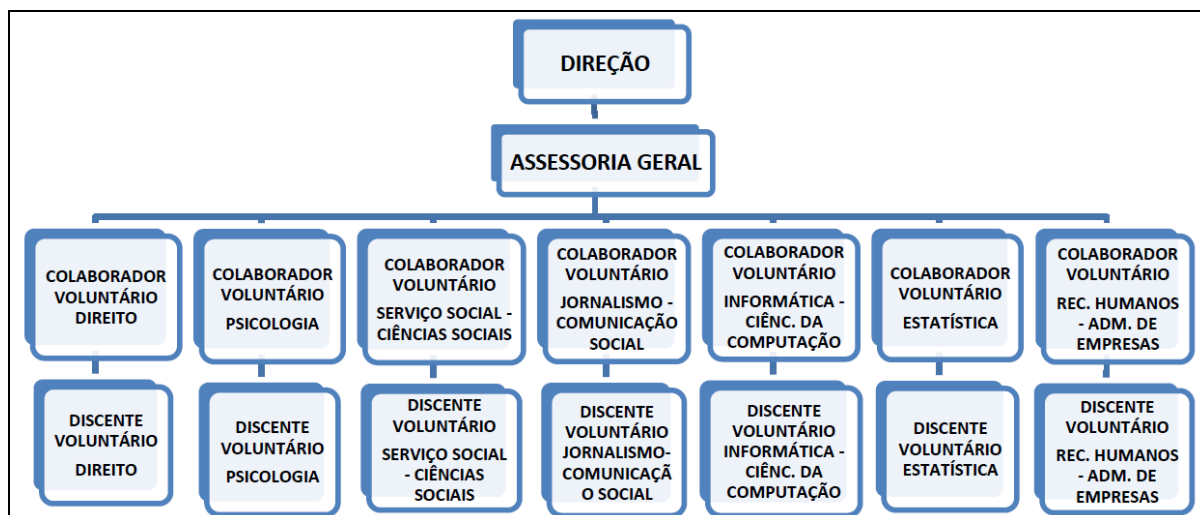 DIREÇÃO
ASSESSORIA GERAL
COLABORADOR
VOLUNTÁRIO
DIREITO
COLABORADOR
VOLUNTÁRIO
PSICOLOGIA
COLABORADOR
VOLUNTÁRIO
SERVIÇO SOCIAL -
CIÊNCIAS SOCIAIS
COLABORADOR
VOLUNTÁRIO
JORNALISMO -
COMUNICAÇÃO
SOCIAL
COLABORADOR
VOLUNTÁRIO
INFORMÁTICA -
CIÊNC. DA
COMPUTAÇÃO
COLABORADOR
VOLUNTÁRIO
ESTATÍSTICA
COLABORADOR
VOLUNTÁRIO
REC. HUMANOS
- ADM. DE
EMPRESAS
DISCENTE
VOLUNTÁRIO
DIREITO
DISCENTE
VOLUNTÁRIO
PSICOLOGIA
DISCENTE
VOLUNTÁRIO
SERVIÇO SOCIAL
- CIÊNCIAS
SOCIAIS
DISCENTE
VOLUNTÁRIO
JORNALISMO-
COMUNICAÇÃ
O SOCIAL
DISCENTE
VOLUNTÁRIO
INFORMÁTICA -
CIÊNC. DA
COMPUTAÇÃO
DISCENTE
VOLUNTÁRIO
ESTATÍSTICA
DISCENTE
VOLUNTÁRIO
REC. HUMANOS
- ADM. DE
EMPRESAS